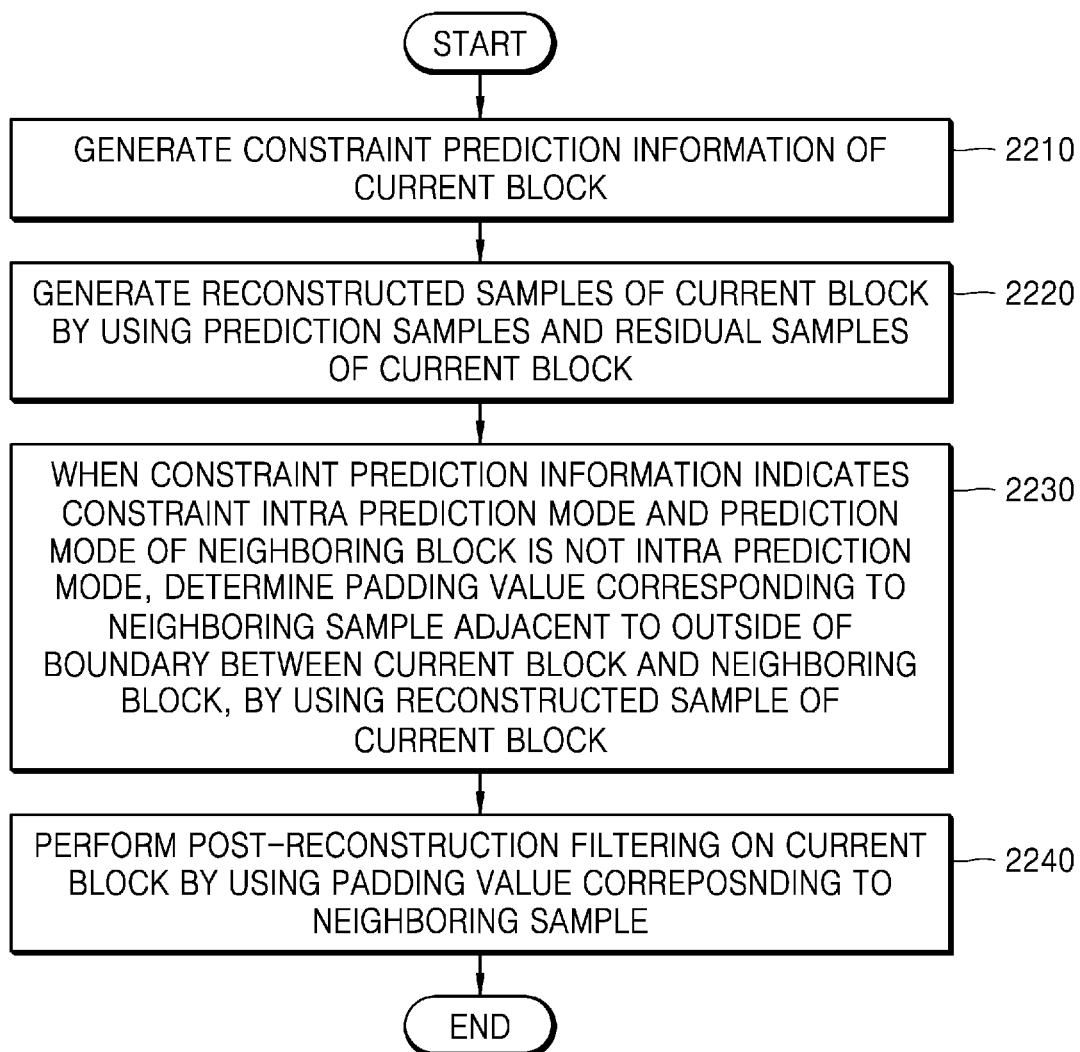 START
GENERATE CONSTRAINT PREDICTION INFORMATION OF
CURRENT BLOCK
2210
GENERATE RECONSTRUCTED SAMPLES OF CURRENT BLOCK
BY USING PREDICTION SAMPLES AND RESIDUAL SAMPLES
OF CURRENT BLOCK
2220
WHEN CONSTRAINT PREDICTION INFORMATION INDICATES
CONSTRAINT INTRA PREDICTION MODE AND PREDICTION
MODE OF NEIGHBORING BLOCK IS NOT INTRA PREDICTION
MODE, DETERMINE PADDING VALUE CORRESPONDING TO
NEIGHBORING SAMPLE ADJACENT TO OUTSIDE OF
BOUNDARY BETWEEN CURRENT BLOCK AND NEIGHBORING
BLOCK, BY USING RECONSTRUCTED SAMPLE OF
CURRENT BLOCK
2230
PERFORM POST-RECONSTRUCTION FILTERING ON CURRENT
BLOCK BY USING PADDING VALUE CORREPOSNDING TO
NEIGHBORING SAMPLE
2240
END